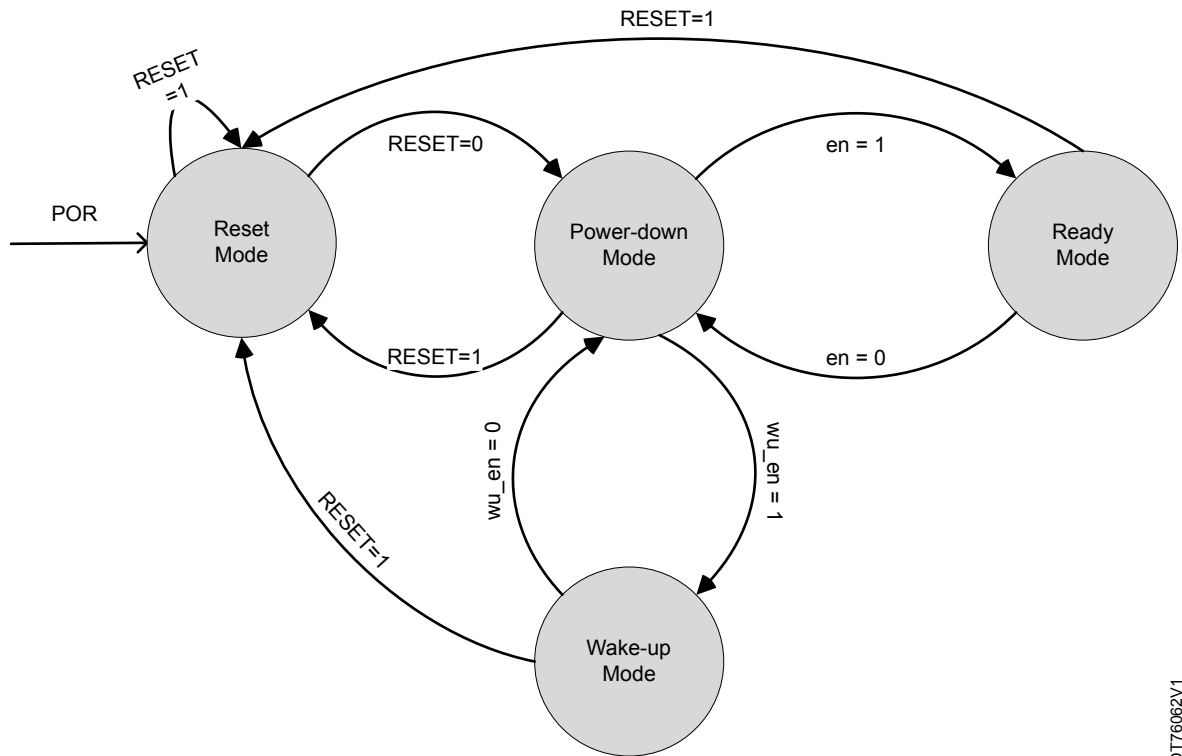 RESET=1
RESET
=1
RESET=0
en = 1
POR
Reset
Mode
Power-down
Mode
Ready
Mode
RESET=1
en = 0
wu_en = 0
wu_en = 1
RESET=1
Wake-up
Mode
DT76062V1